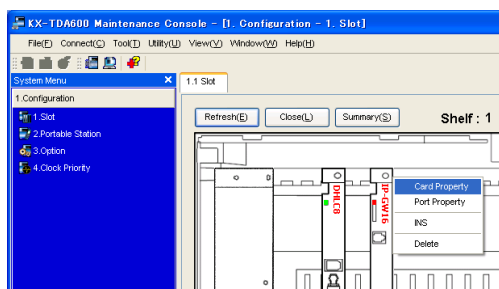 KX-TDA600 Maintenance Console - [1. Configuration - 1. Slot]
File(F) Connect(C) Tool(T) Utility(U) View(V) Window(W) Help(H)
System Menu
1.Configuration
1.Slot
2.Portable Station
3.Option
4.Clock Priority
1.1 Slot
Refresh(E) Close(L) Summary(S) Shelf : 1
DHLC8
IP-GW16
Card Property
Port Property
INS
Delete